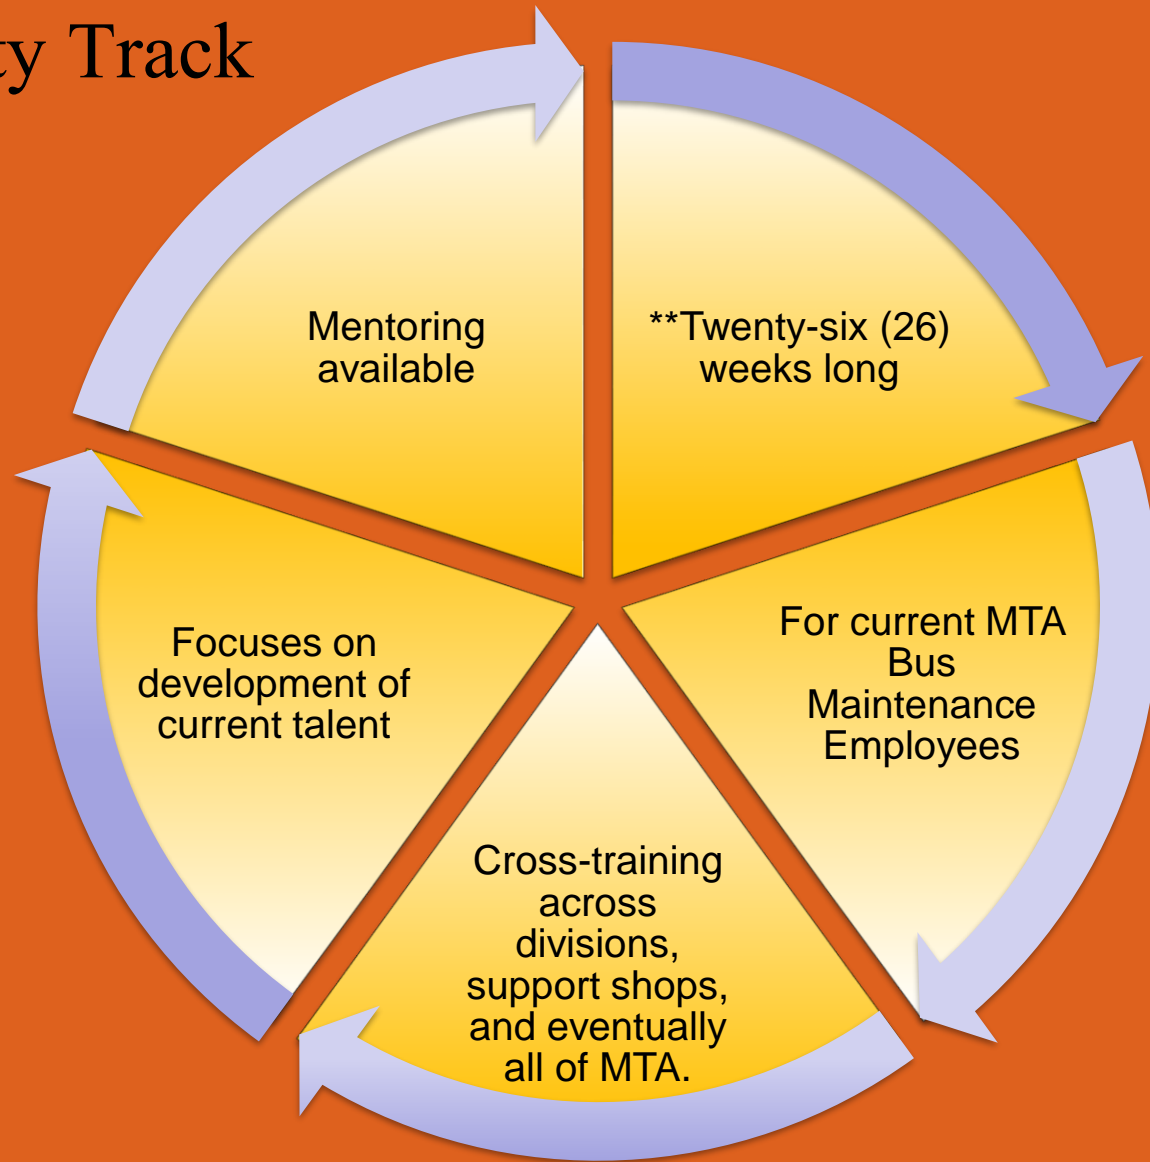 ty Track
**Twenty-six (26)
weeks long
For current MTA
Bus
Maintenance
Employees
Cross-training
across
divisions,
support shops,
and eventually
all of MTA.
Focuses on
development of
current talent
Mentoring
available